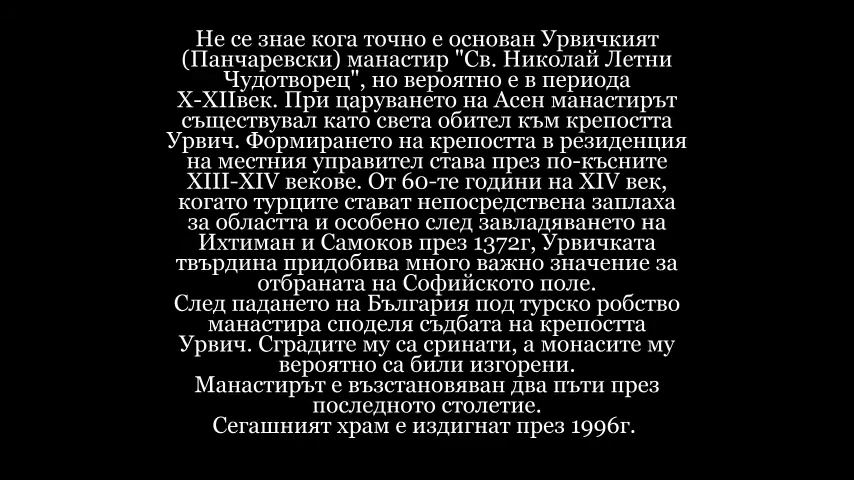 Не се знае кога точно е основан Урвичкият
(Панчаревски) манастир "Св. Николай Летни
Чудотворец", но вероятно е в периода
X-XIIвек. При царуването на Асен манастирът
съществувал като света обител към крепостта
Урвич. Формирането на крепостта в резиденция
на местния управител става през по-късните
XIII-XIV векове. От 60-те години на XIV век,
когато турците стават непосредствена заплаха
за областта и особено след завладяването на
Ихтиман и Самоков през 1372г, Урвичката
твърдина придобива много важно значение за
отбраната на Софийското поле.
След падането на България под турско робство
манастира споделя съдбата на крепостта
Урвич. Сградите му са сринати, а монасите му
вероятно са били изгорени.
Манастирът е възстановяван два пъти през
последното столетие.
Сегашният храм е издигнат през 1996г.